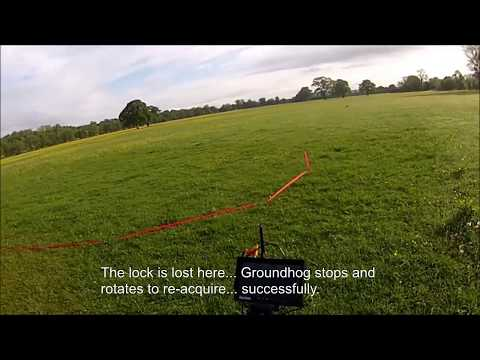 The lock is lost here... Groundhog stops and
rotates to re-acquire... successfully.